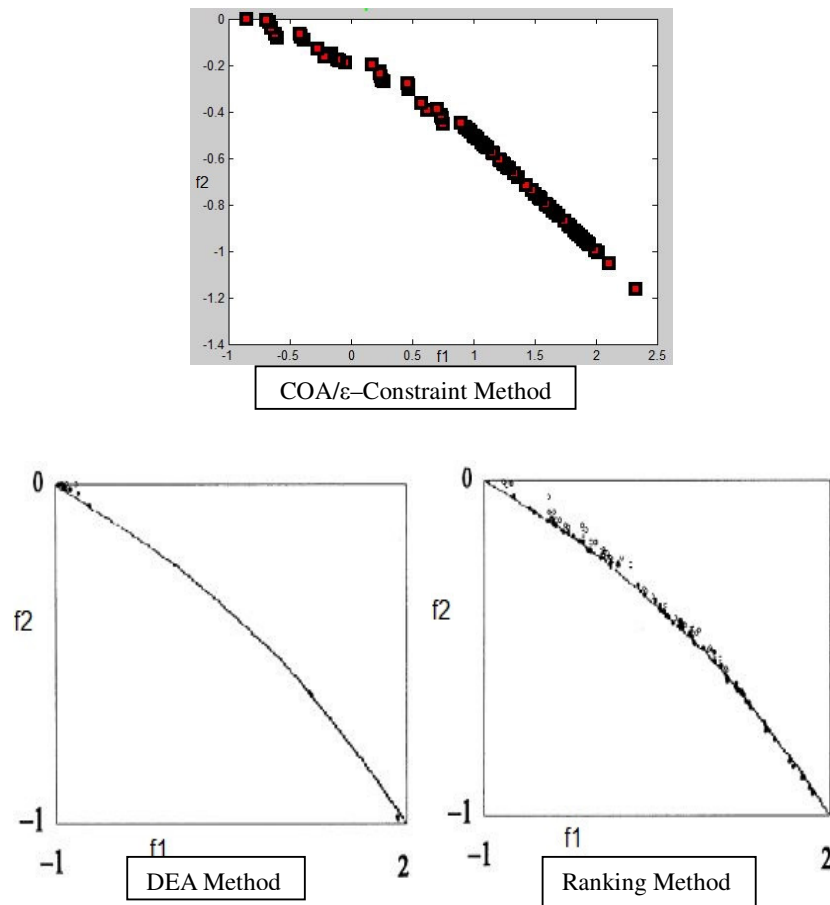 0
-0.2
-0.4
-0.6
f2
-0.8
-1
-1.2
-1.4
-1 -0.5 0 0.5 f1 1 1.5 2 2.5
COA/ε–Constraint Method
0
f2
–1
–1 f1 2
DEA Method
0
f2
–1
–1 f1 2
Ranking Method